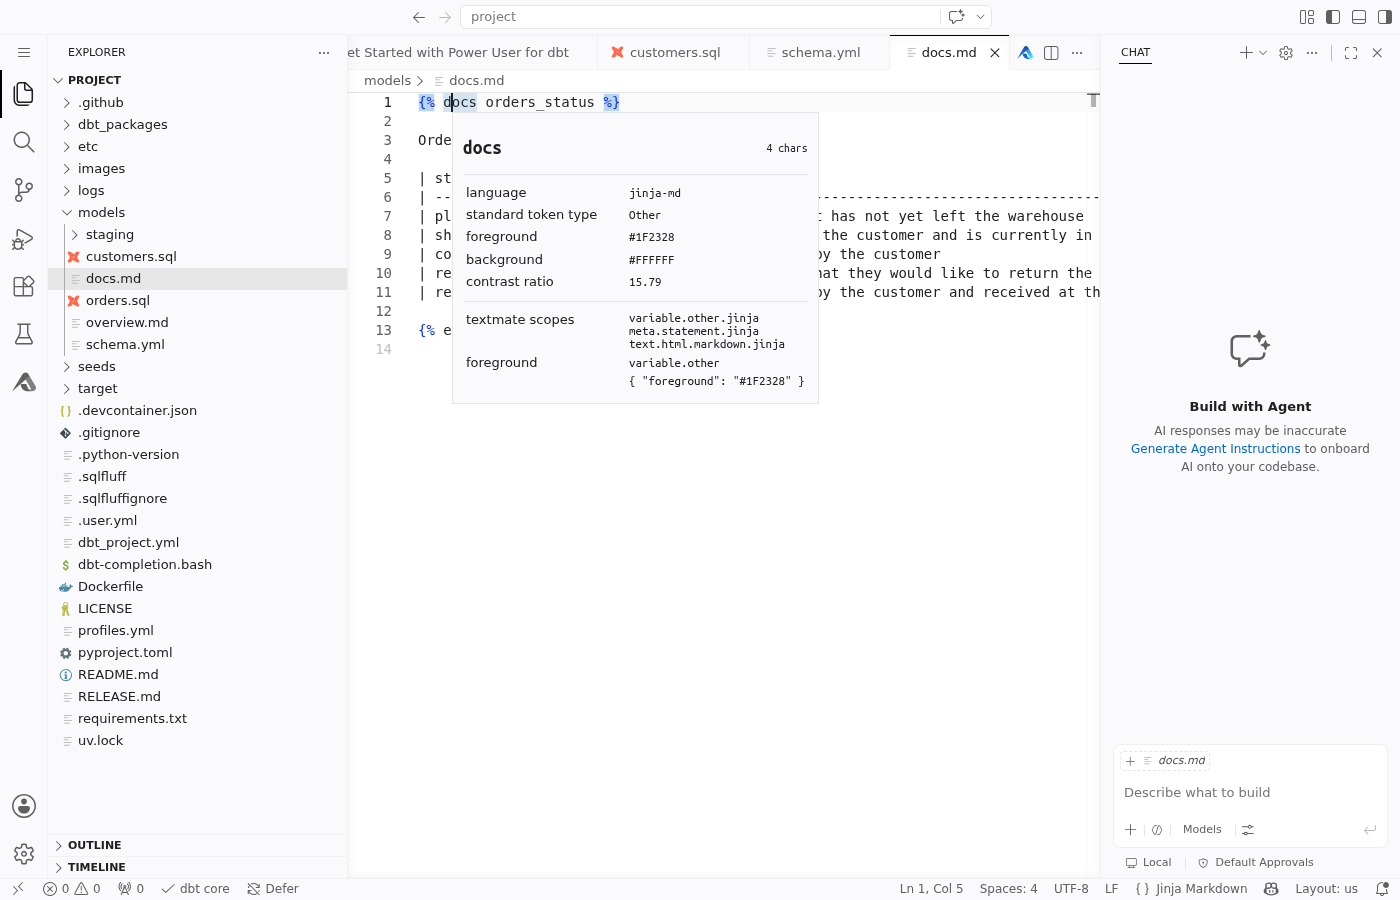 project
EXPLORER
PROJECT
.github
dbt_packages
etc
images
logs
models
staging
customers.sql
docs.md
orders.sql
overview.md
schema.yml
seeds
target
.devcontainer.json
.gitignore
.python-version
.sqlfluff
.sqlfluffignore
.user.yml
dbt_project.yml
dbt-completion.bash
Dockerfile
LICENSE
profiles.yml
pyproject.toml
README.md
RELEASE.md
requirements.txt
uv.lock
OUTLINE
TIMELINE
et Started with Power User for dbt
customers.sql
schema.yml
docs.md
models > docs.md
1 {% docs orders_status %}
2
3 Orde
4
5 | st
6 | -- --------------------------------
7 | pl t has not yet left the warehouse
8 | sh the customer and is currently in
9 | co by the customer
10 | re hat they would like to return the
11 | re by the customer and received at th
12
13 {% e
14
docs 4 chars
language jinja-md
standard token type Other
foreground #1F2328
background #FFFFFF
contrast ratio 15.79
textmate scopes variable.other.jinja
meta.statement.jinja
text.html.markdown.jinja
foreground variable.other
{ "foreground": "#1F2328" }
CHAT
Build with Agent
AI responses may be inaccurate
Generate Agent Instructions to onboard
AI onto your codebase.
docs.md
Describe what to build
Models
Local
Default Approvals
0 0 0 dbt core Defer
Ln 1, Col 5 Spaces: 4 UTF-8 LF { } Jinja Markdown Layout: us